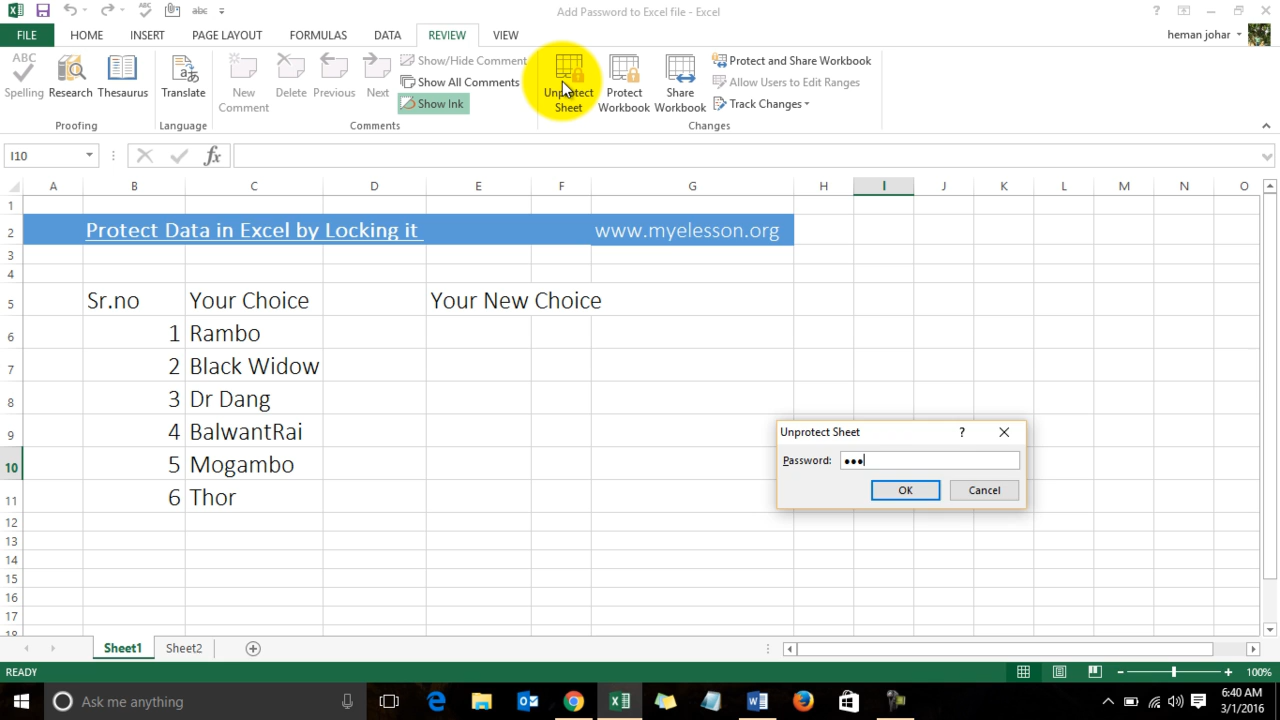 Add Password to Excel file - Excel
?
FILE HOME INSERT PAGE LAYOUT FORMULAS DATA REVIEW VIEW
heman johar
ABC
Spelling
Research
Thesaurus
Proofing
Translate
Language
New
Comment
Delete
Previous
Next
Show/Hide Comment
Show All Comments
Show Ink
Comments
Unprotect
Sheet
Protect
Workbook
Share
Workbook
Protect and Share Workbook
Allow Users to Edit Ranges
Track Changes
Changes
I10
fx
A B C D E F G H I J K L M N O
1
2 Protect Data in Excel by Locking it www.myelesson.org
3
4
5 Sr.no Your Choice Your New Choice
6 1 Rambo
7 2 Black Widow
8 3 Dr Dang
9 4 BalwantRai
10 5 Mogambo
11 6 Thor
12
13
14
15
16
17
18
Unprotect Sheet ?
Password: •••
OK Cancel
Sheet1 Sheet2
READY
100%
Ask me anything
6:40 AM
3/1/2016